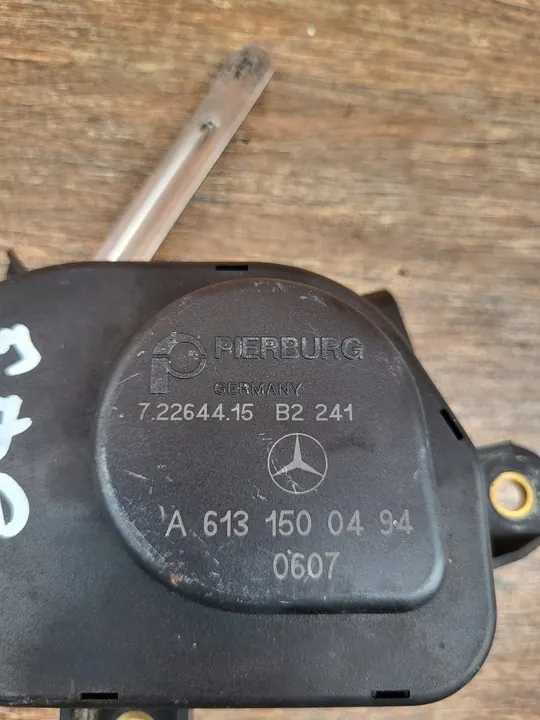 PIERBURG
GERMANY
7.22644.15 B2 241
A 613 150 04 94
0607